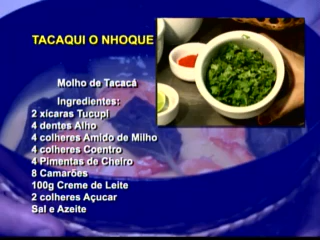 TACAQUI O NHOQUE
Molho de Tacacá
Ingredientes:
2 xícaras Tucupi
4 dentes Alho
4 colheres Amido de Milho
4 colheres Coentro
4 Pimentas de Cheiro
8 Camarões
100g Creme de Leite
2 colheres Açucar
Sal e Azeite